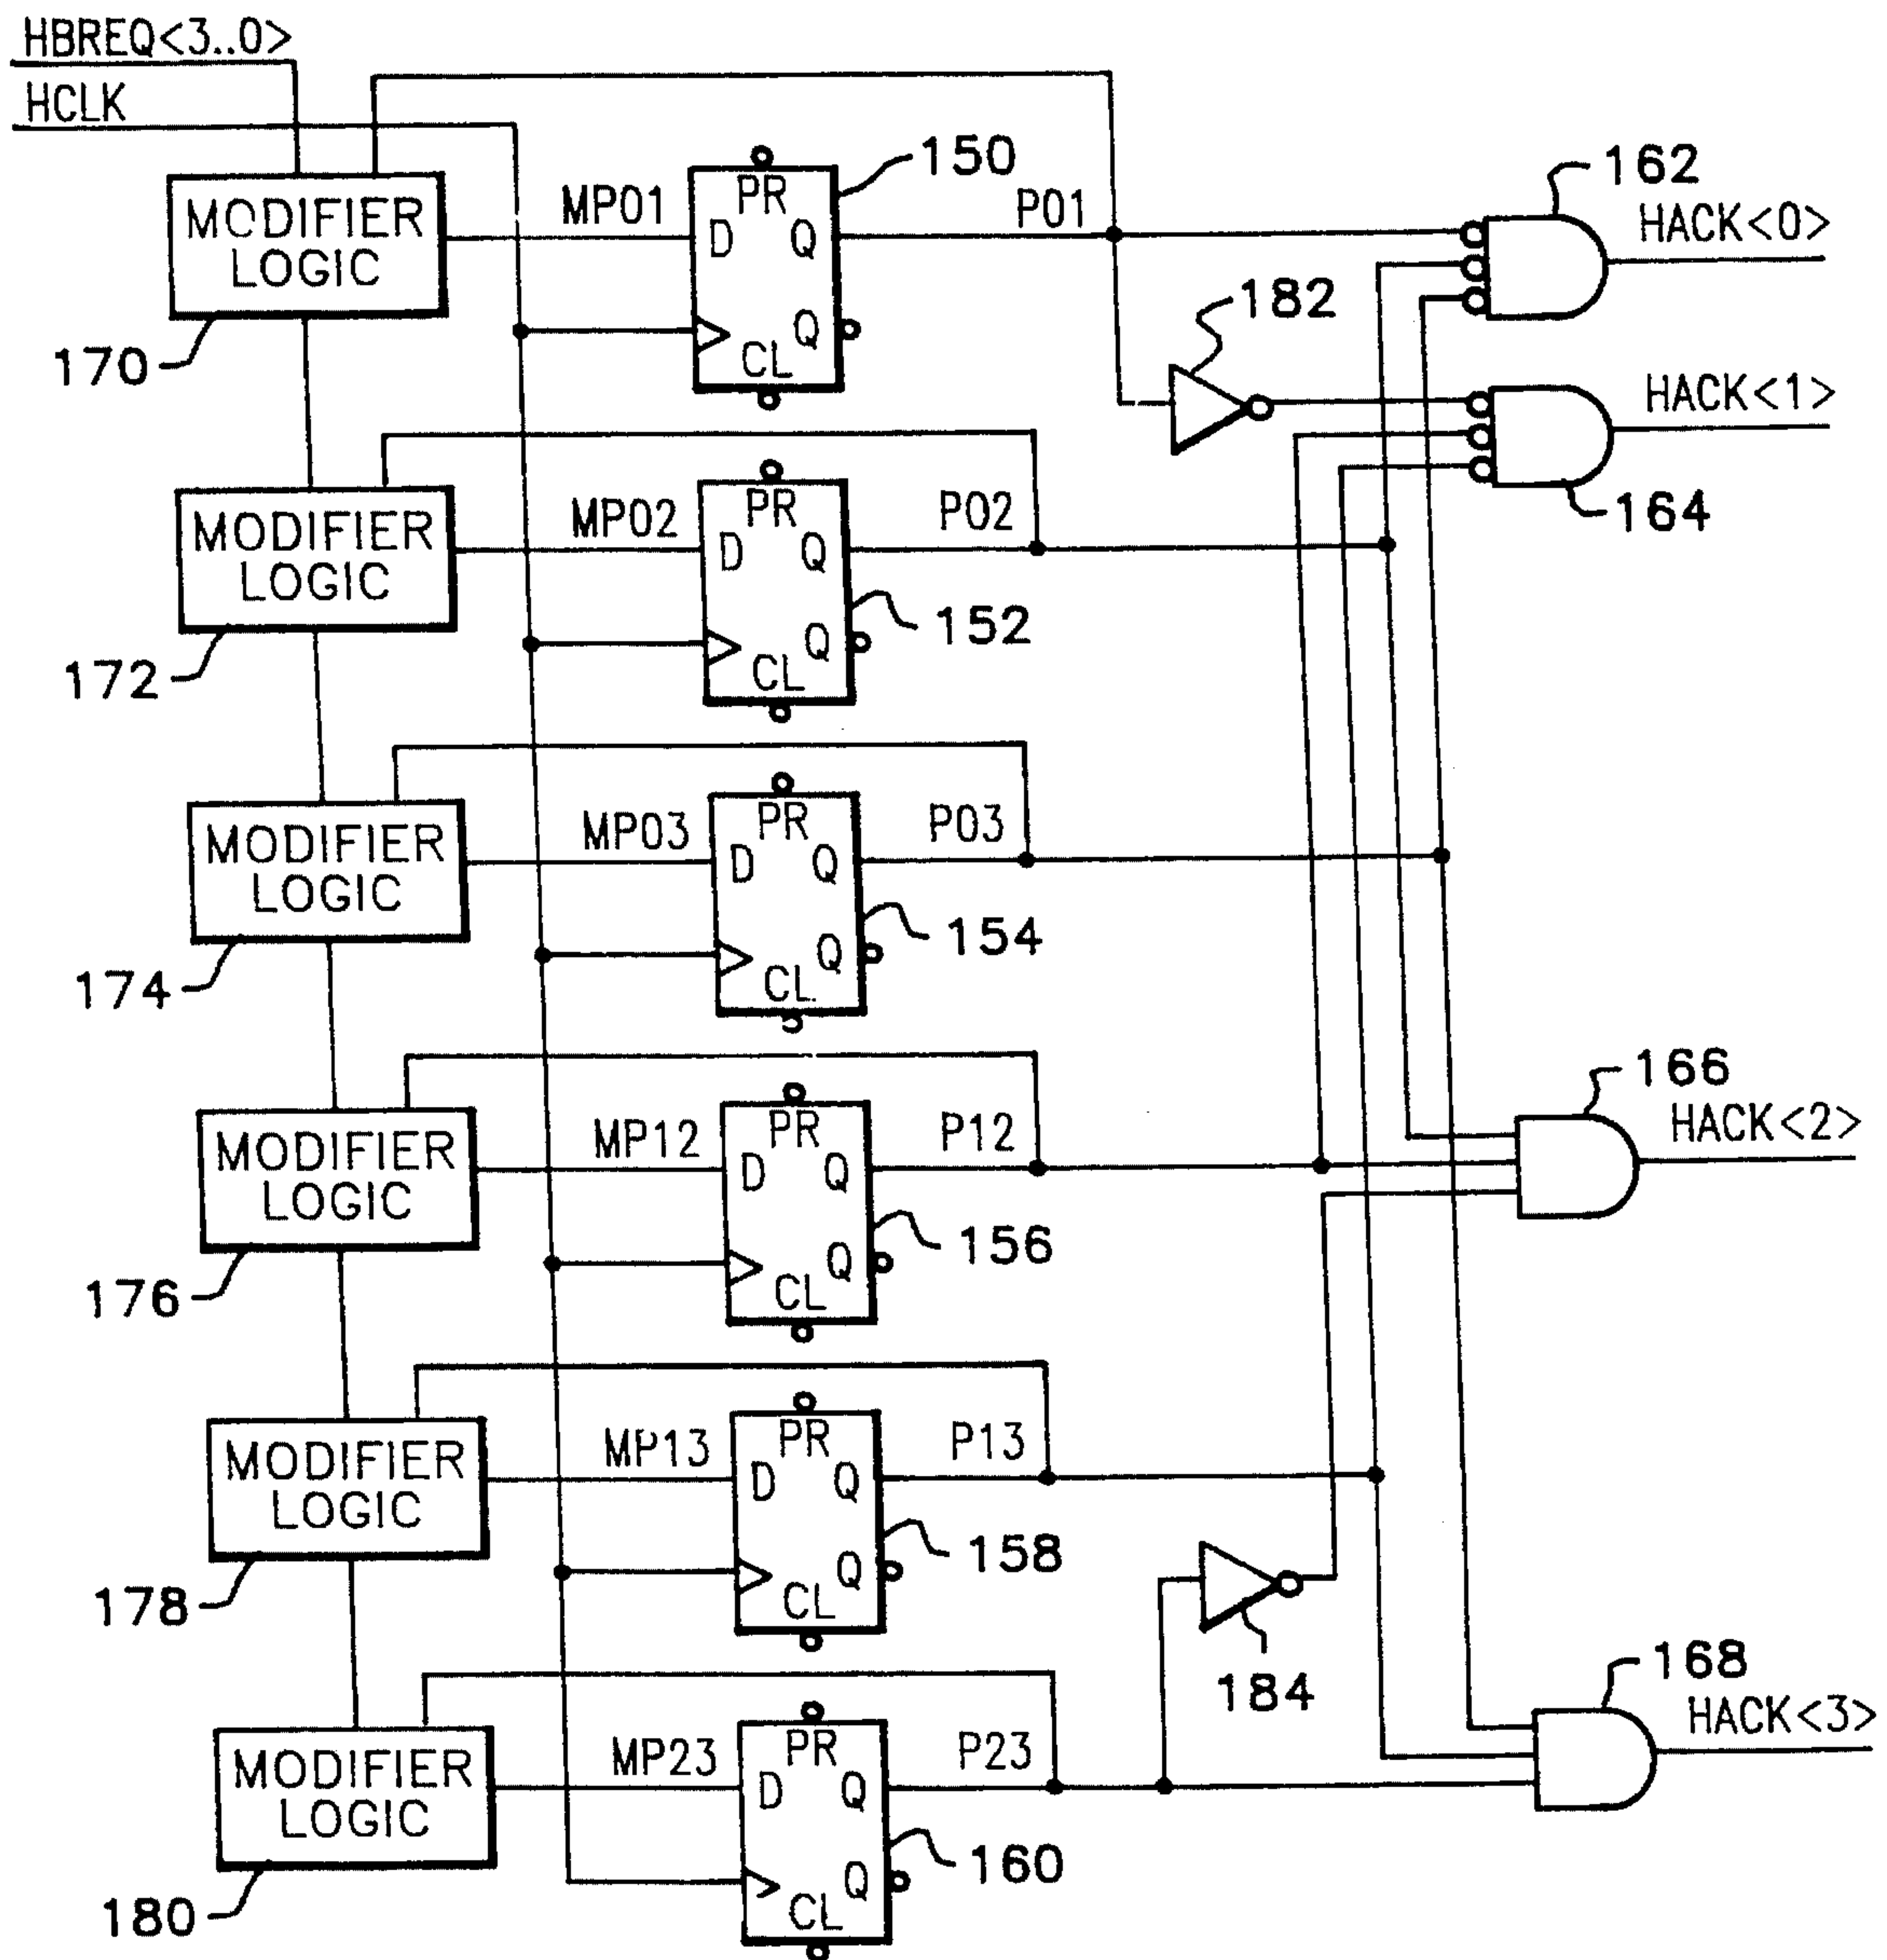 HBREQ<3..0>
HCLK
MODIFIER
LOGIC
170
MP01
PR
D
Q
Q
CL
150
P01
182
162
HACK<0>
HACK<1>
164
MODIFIER
LOGIC
172
MP02
PR
D
Q
Q
CL
P02
152
MODIFIER
LOGIC
174
MP03
PR
D
Q
Q
CL
P03
154
MODIFIER
LOGIC
176
MP12
PR
D
Q
Q
CL
P12
156
166
HACK<2>
MODIFIER
LOGIC
178
MP13
PR
D
Q
Q
CL
P13
158
184
MODIFIER
LOGIC
180
MP23
PR
D
Q
Q
CL
P23
160
168
HACK<3>